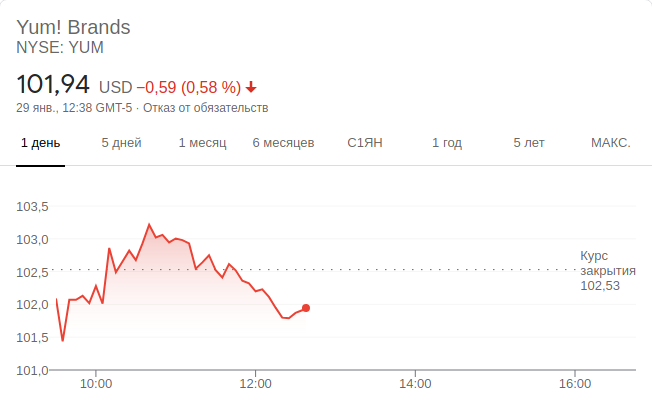 Yum! Brands
NYSE: YUM
101,94 USD −0,59 (0,58 %)
29 янв., 12:38 GMT-5 · Отказ от обязательств
1 день 5 дней 1 месяц 6 месяцев С1ЯН 1 год 5 лет МАКС.
103,5
103,0
102,5
102,0
101,5
101,0
Курс
закрытия
102,53
10:00 12:00 14:00 16:00